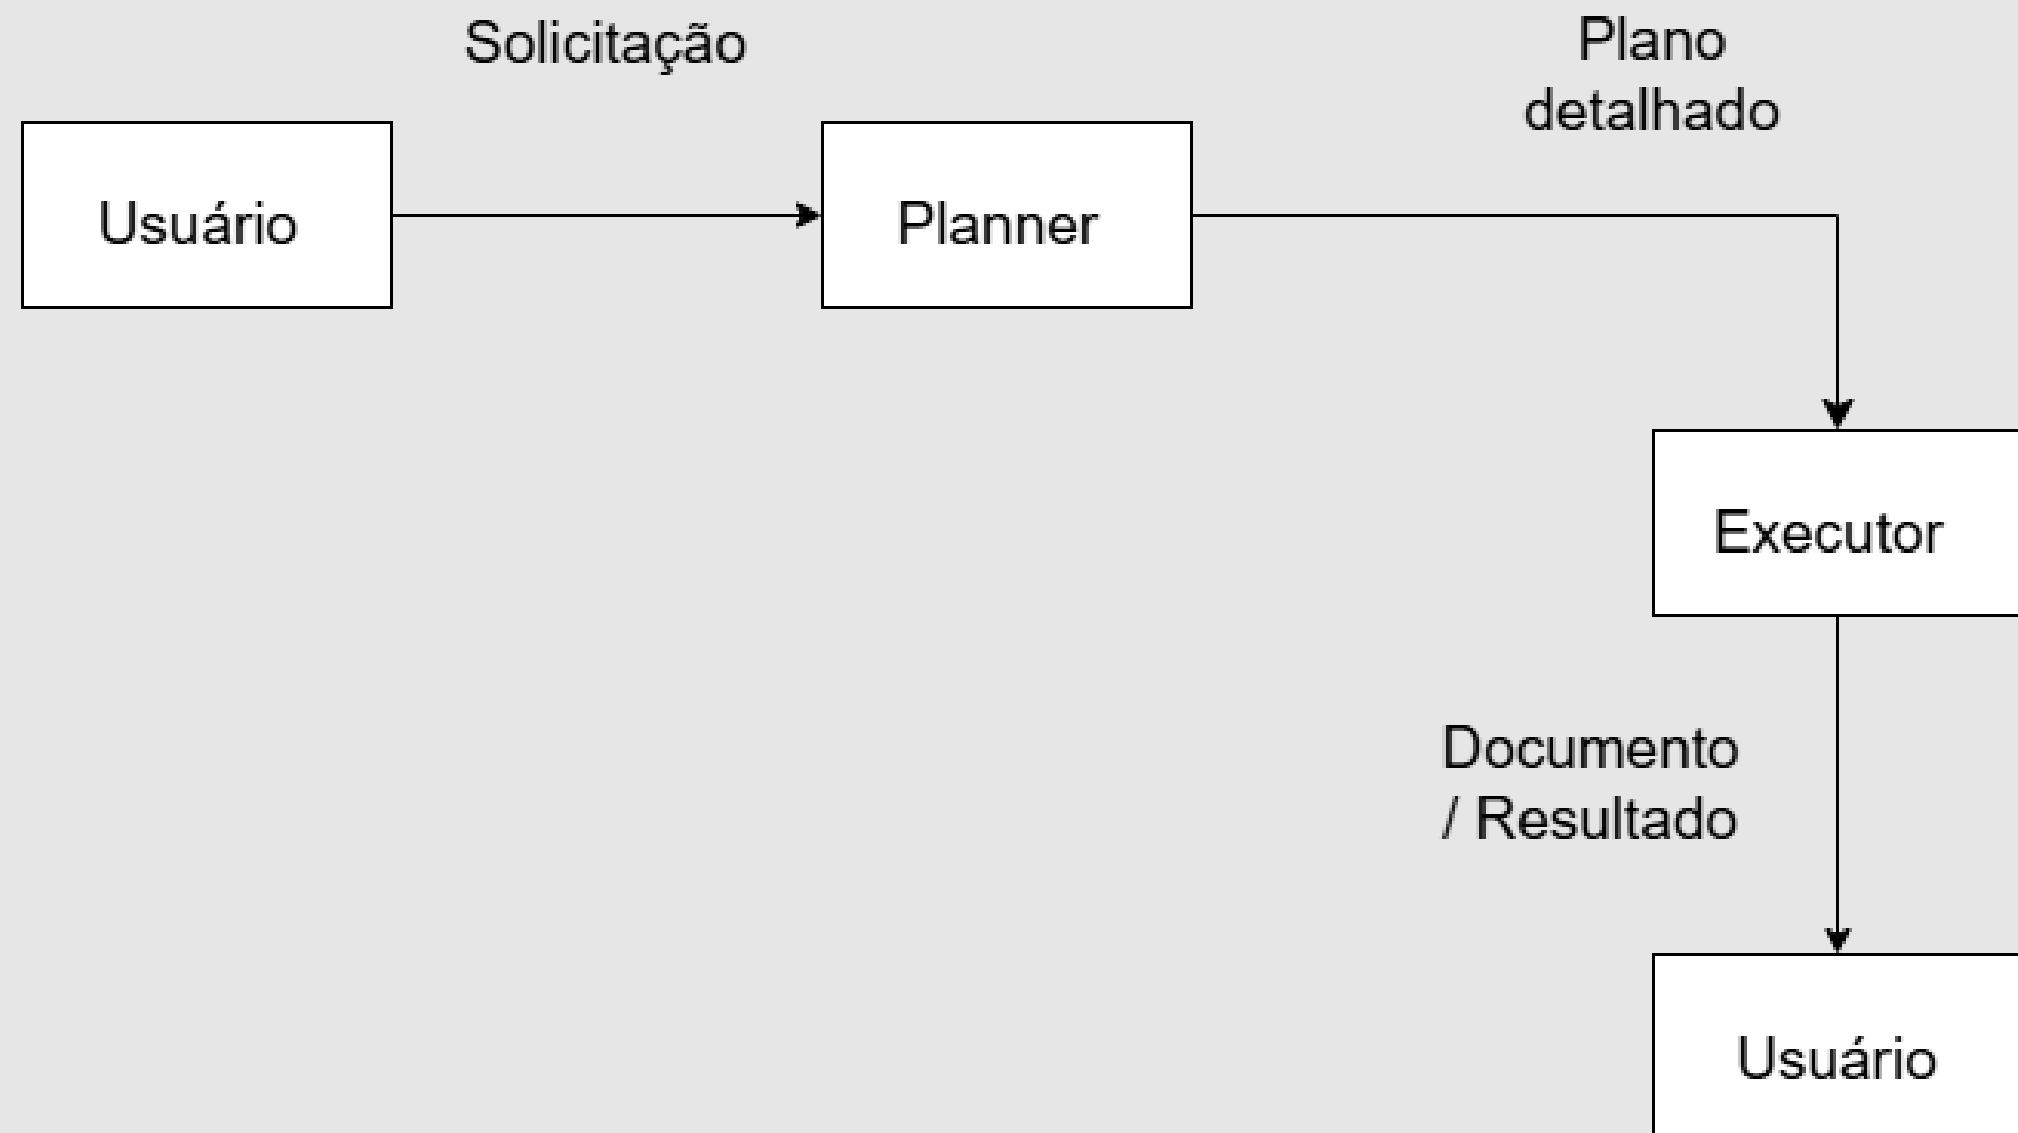 Solicitação
Plano
detalhado
Usuário
Planner
Executor
Documento
/ Resultado
Usuário